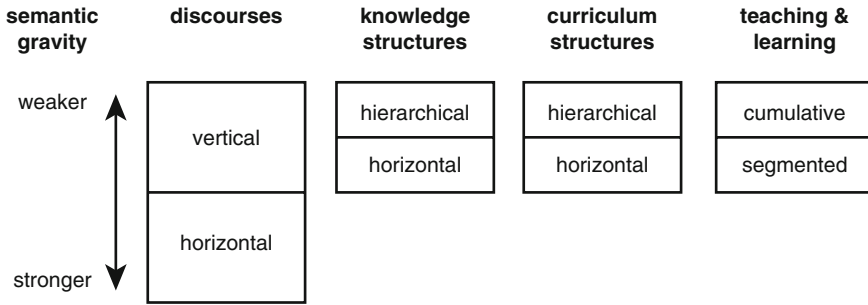 semantic
gravity
discourses
knowledge
structures
curriculum
structures
teaching &
learning
weaker
stronger
vertical
horizontal
hierarchical
horizontal
hierarchical
horizontal
cumulative
segmented